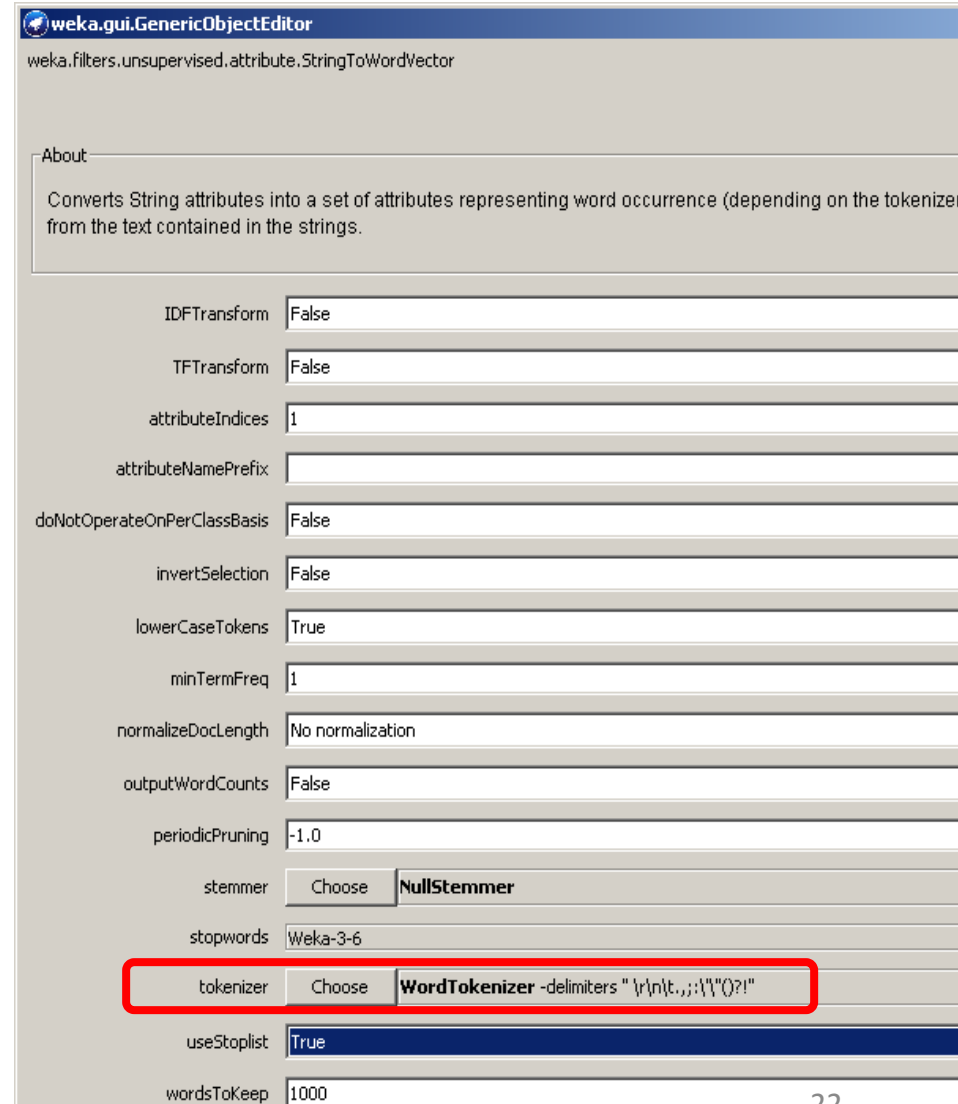 weka.gui.GenericObjectEditor
weka.filters.unsupervised.attribute.StringToWordVector
About
Converts String attributes into a set of attributes representing word occurrence (depending on the tokenizer
from the text contained in the strings.
IDFTransform False
TFTransform False
attributeIndices 1
attributeNamePrefix
doNotOperateOnPerClassBasis False
invertSelection False
lowerCaseTokens True
minTermFreq 1
normalizeDocLength No normalization
outputWordCounts False
periodicPruning -1.0
stemmer Choose NullStemmer
stopwords Weka-3-6
tokenizer Choose WordTokenizer -delimiters " \r\n\t.,;:\'\"()?!"
useStoplist True
wordsToKeep 1000